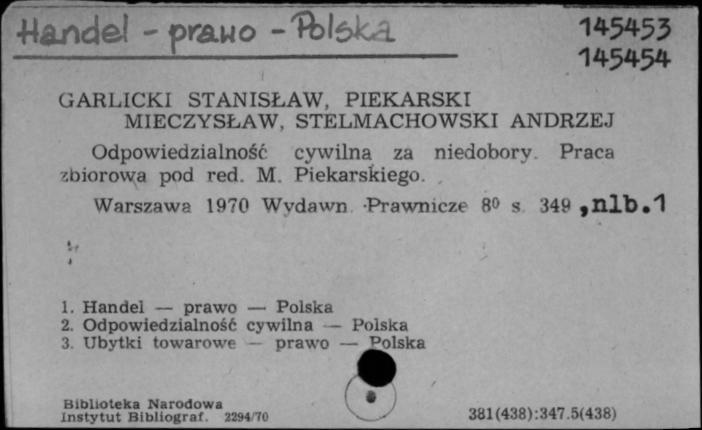 Handel - prawo - Polska 145453
145454
GARLICKI STANISŁAW, PIEKARSKI
MIECZYSŁAW, STELMACHOWSKI ANDRZEJ
Odpowiedzialność cywilną za niedobory. Praca
zbiorową pod red. M. Piekarskiego.
Warszawa 1970 Wydawn. Prawnicze 8⁰ s. 349 , nlb. 1
1. Handel — prawo — Polska
2. Odpowiedzialność cywilna — Polska
3. Ubytki towarowe — prawo — Polska
Biblioteka Narodowa
Instytut Bibliograf. 2294/70 381(438):347.5(438)